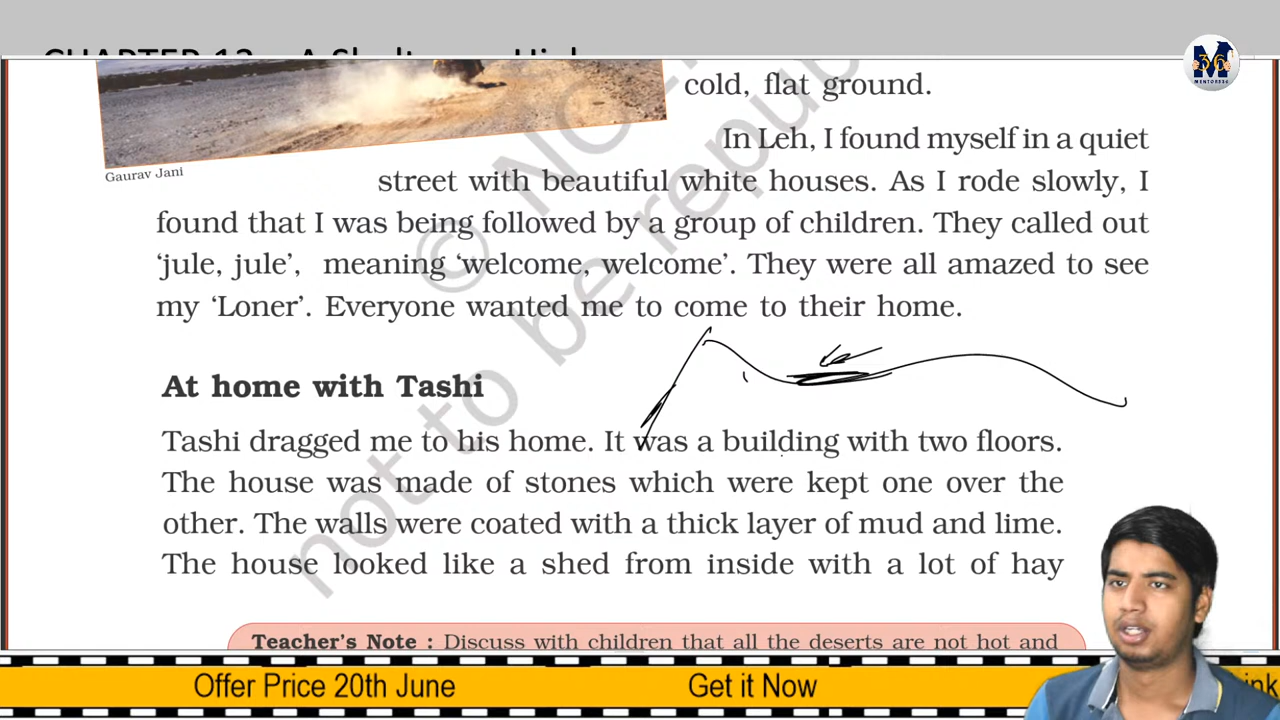 cold, flat ground.
Gaurav Jani
In Leh, I found myself in a quiet
street with beautiful white houses. As I rode slowly, I
found that I was being followed by a group of children. They called out
‘jule, jule’, meaning ‘welcome, welcome’. They were all amazed to see
my ‘Loner’. Everyone wanted me to come to their home.
At home with Tashi
Tashi dragged me to his home. It was a building with two floors.
The house was made of stones which were kept one over the
other. The walls were coated with a thick layer of mud and lime.
The house looked like a shed from inside with a lot of hay
Teacher’s Note : Discuss with children that all the deserts are not hot and
Offer Price 20th June
Get it Now